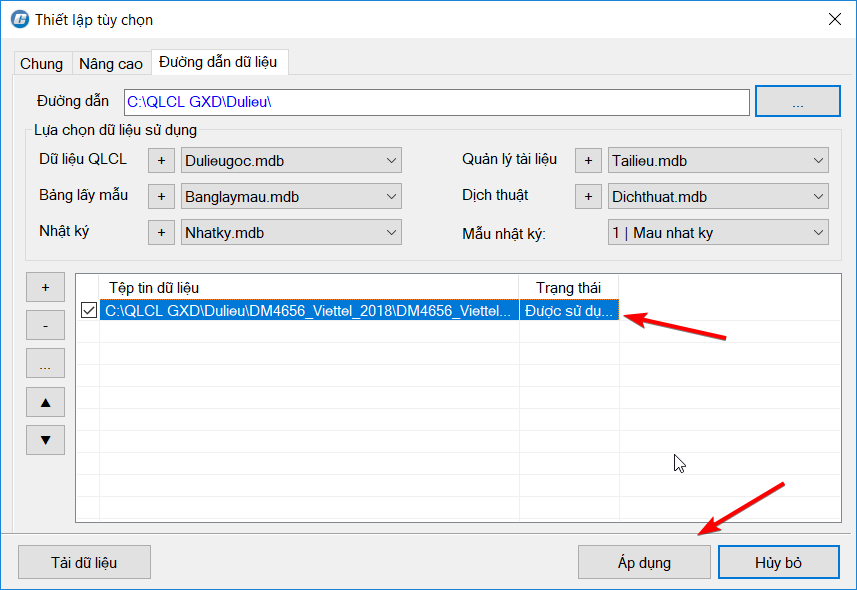 Thiết lập tùy chọn
Chung Nâng cao Đường dẫn dữ liệu
Đường dẫn C:\QLCL GXD\Dulieu\ ...
Lựa chọn dữ liệu sử dụng
Dữ liệu QLCL + Dulieugoc.mdb Quản lý tài liệu + Tailieu.mdb
Bảng lấy mẫu + Banglaymau.mdb Dịch thuật + Dichthuat.mdb
Nhật ký + Nhatky.mdb Mẫu nhật ký: 1 | Mau nhat ky
+ Tệp tin dữ liệu Trạng thái
C:\QLCL GXD\Dulieu\DM4656_Viettel_2018\DM4656_Viettel... Được sử dụ...
-
...
▲
▼
Tải dữ liệu Áp dụng Hủy bỏ